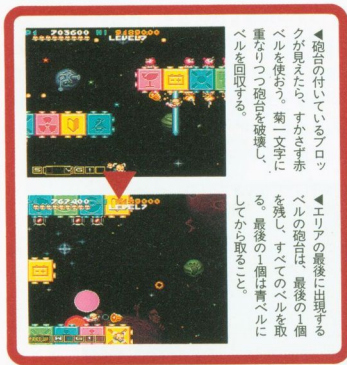 ◀砲台の付いているブロッ
クが見えたら、すかさず赤
ベルを使おう。菊一文字に
重なりつつ砲台を破壊し、
ベルを回収する。
◀エリアの最後に出現する
ベルの砲台は、最後の1個
を残し、すべてのベルを取
る。最後の1個は青ベルに
してから取ること。
703600 HI
LEVEL7
767400
LEVEL7